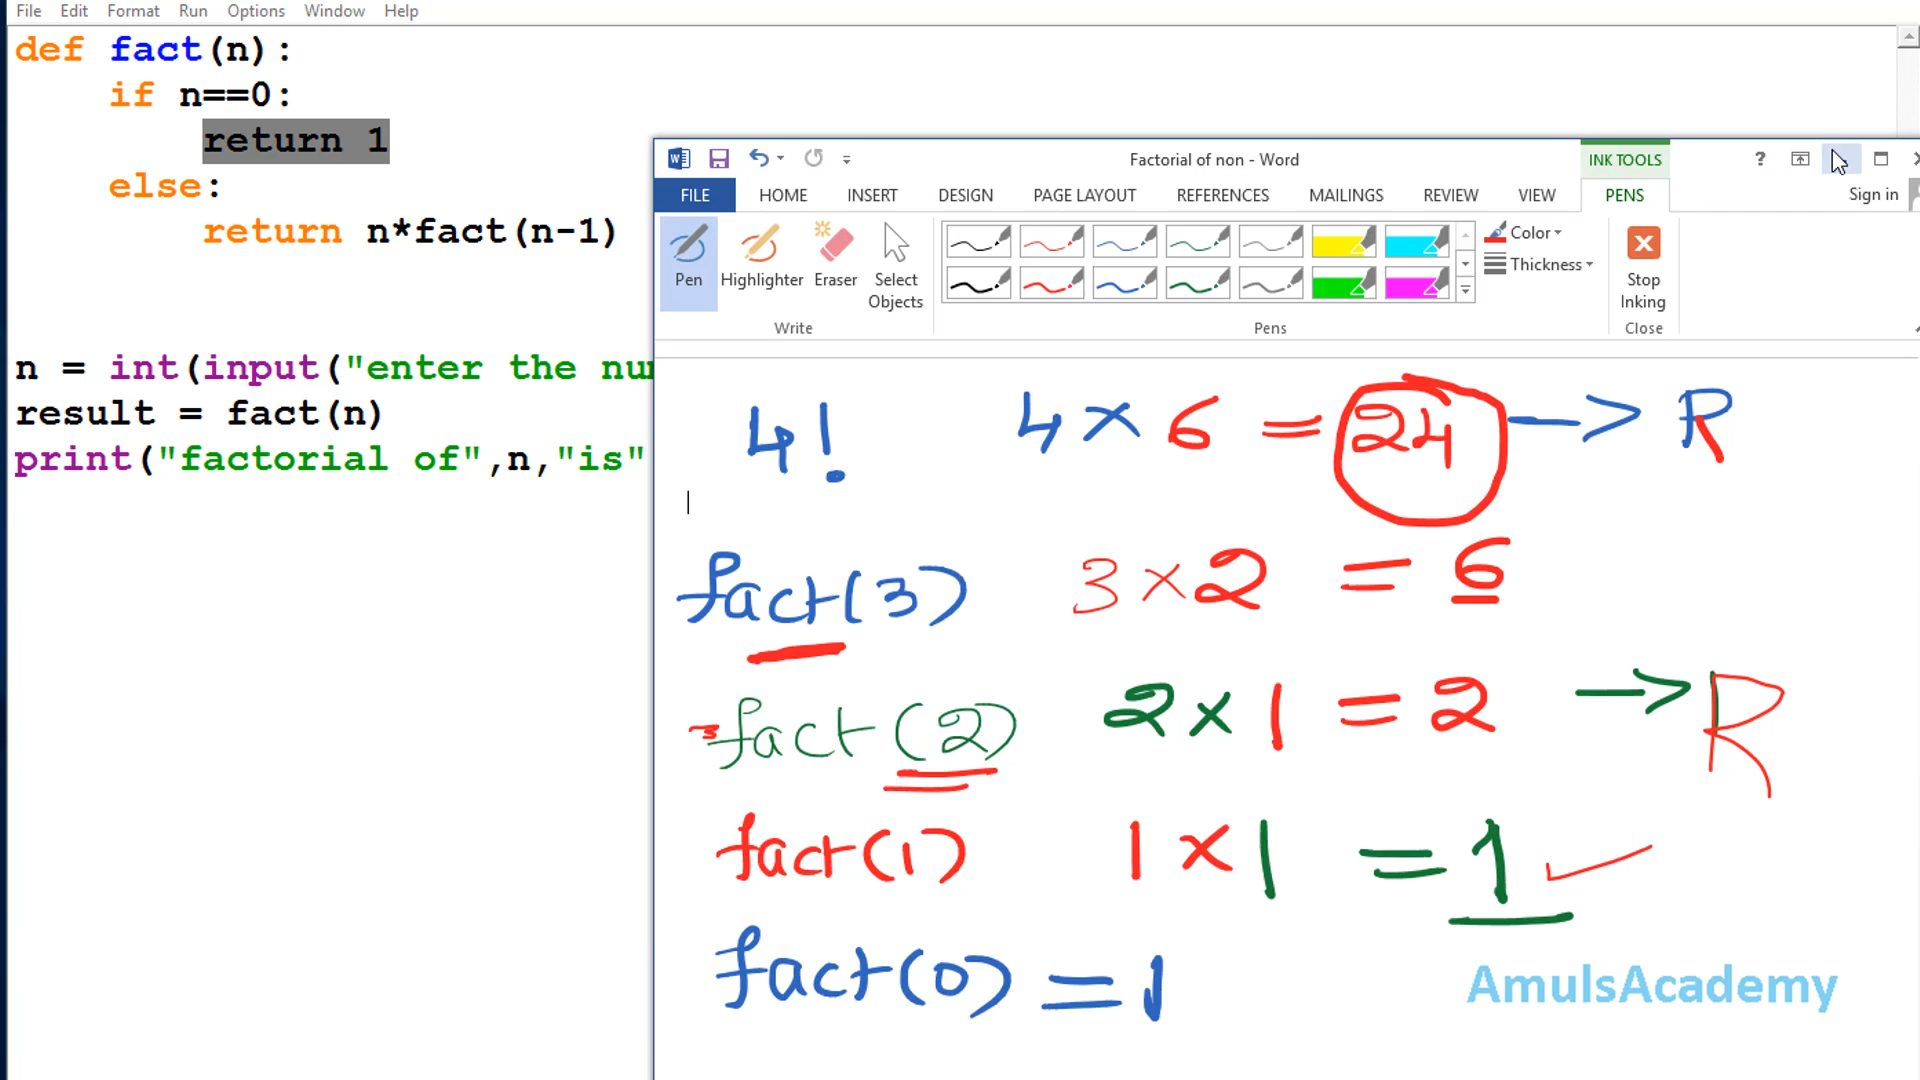 File Edit Format Run Options Window Help
def fact(n):
if n==0:
return 1
else:
return n*fact(n-1)
n = int(input("enter the nu
result = fact(n)
print("factorial of",n,"is"
Factorial of non - Word
INK TOOLS
?
FILE HOME INSERT DESIGN PAGE LAYOUT REFERENCES MAILINGS REVIEW VIEW PENS
Sign in
Pen Highlighter Eraser Select Objects
Color
Thickness
Stop Inking
Write Pens Close
4! 4 × 6 = 24 -> R
fact(3) 3 × 2 = 6
fact(2) 2 × 1 = 2 -> R
fact(1) 1 × 1 = 1
fact(0) = 1
AmulsAcademy